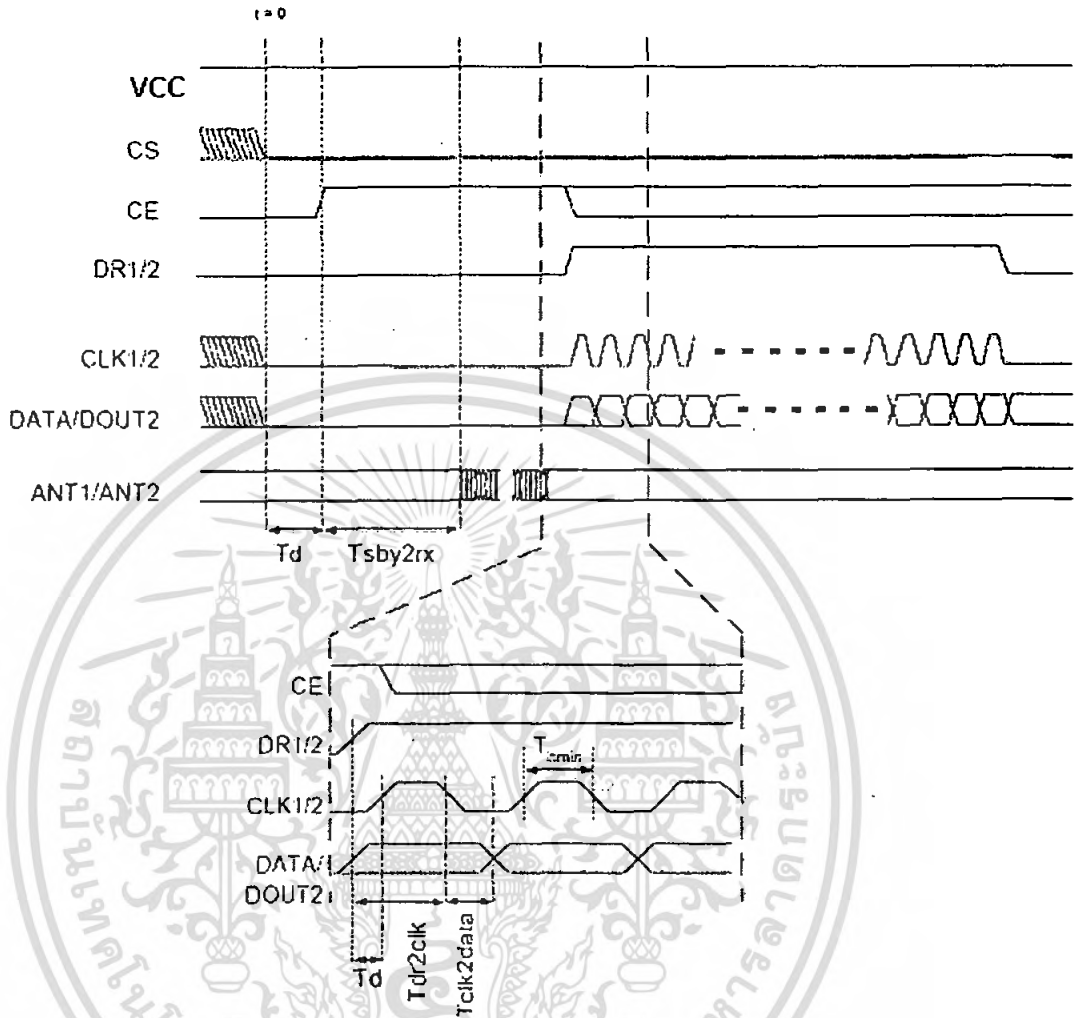 t = 0
VCC
CS
CE
DR1/2
CLK1/2
DATA/DOUT2
ANT1/ANT2
Td Tsby2rx
CE
DR1/2
CLK1/2
DATA/
DOUT2
Td
Tdr2clk
Tclk2data